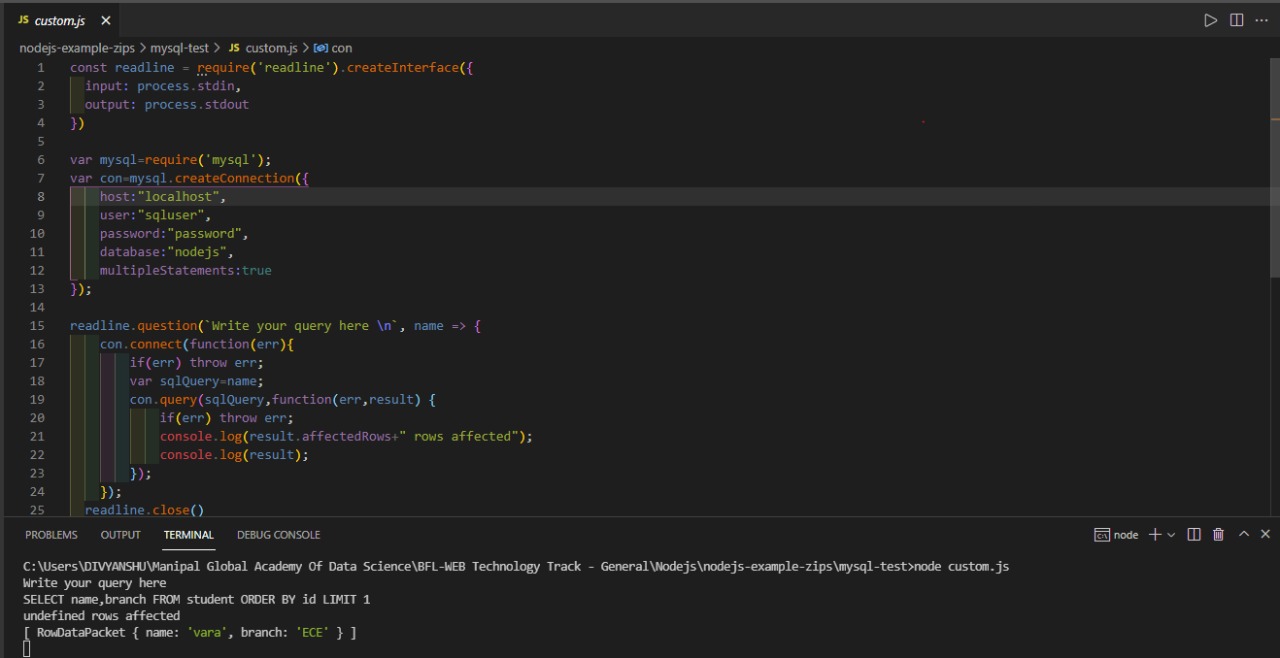 JS custom.js ×
nodejs-example-zips > mysql-test > JS custom.js > con
1 const readline = require('readline').createInterface({
2   input: process.stdin,
3   output: process.stdout
4 })
5
6 var mysql=require('mysql');
7 var con=mysql.createConnection({
8     host:"localhost",
9     user:"sqluser",
10     password:"password",
11     database:"nodejs",
12     multipleStatements:true
13 });
14
15 readline.question(`Write your query here \n`, name => {
16     con.connect(function(err){
17         if(err) throw err;
18         var sqlQuery=name;
19         con.query(sqlQuery,function(err,result) {
20             if(err) throw err;
21             console.log(result.affectedRows+" rows affected");
22             console.log(result);
23         });
24     });
25   readline.close()
PROBLEMS OUTPUT TERMINAL DEBUG CONSOLE node
C:\Users\DIVYANSHU\Manipal Global Academy Of Data Science\BFL-WEB Technology Track - General\Nodejs\nodejs-example-zips\mysql-test>node custom.js
Write your query here
SELECT name,branch FROM student ORDER BY id LIMIT 1
undefined rows affected
[ RowDataPacket { name: 'vara', branch: 'ECE' } ]